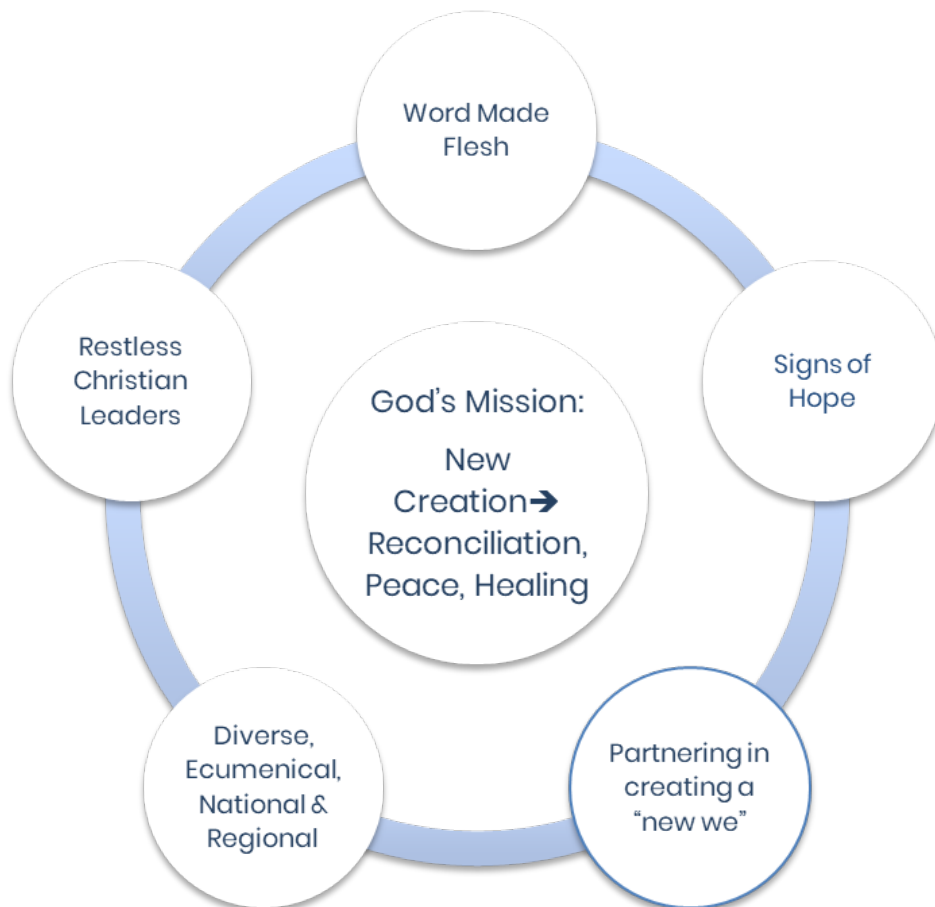 Word Made
Flesh
Signs of
Hope
Partnering in
creating a
“new we”
Diverse,
Ecumenical,
National &
Regional
Restless
Christian
Leaders
God’s Mission:
New
Creation➔
Reconciliation,
Peace, Healing